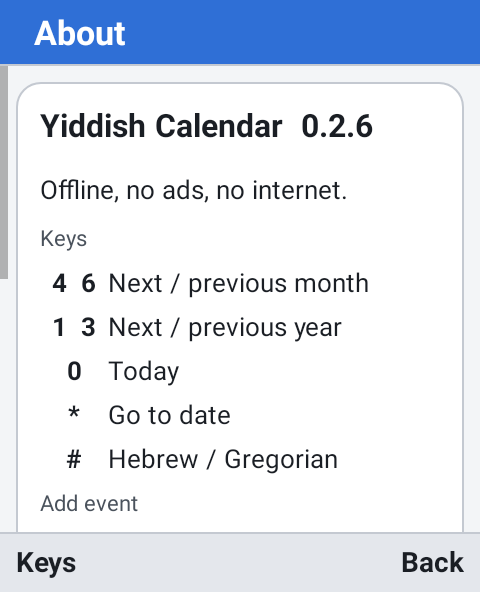 About
Yiddish Calendar 0.2.6
Offline, no ads, no internet.
Keys
4 6 Next / previous month
1 3 Next / previous year
0 Today
* Go to date
# Hebrew / Gregorian
Add event
Keys Back